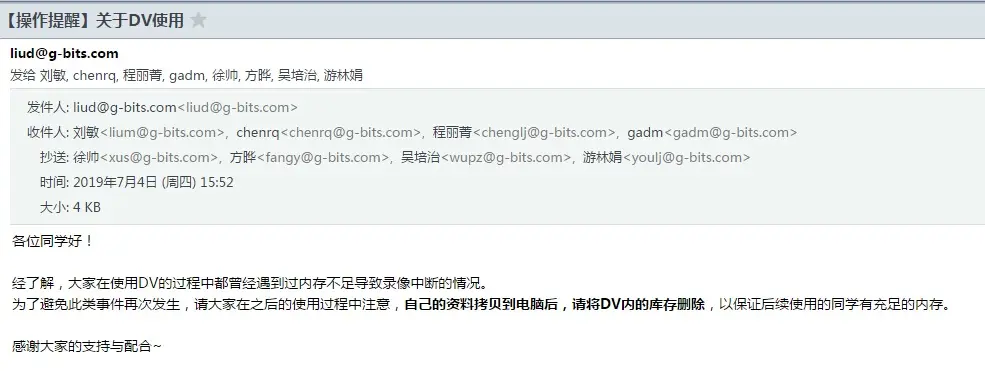 【操作提醒】关于DV使用
liud@g-bits.com
发给 刘敏, chenrq, 程丽菁, gadm, 徐帅, 方晔, 吴培治, 游林娟
发件人: liud@g-bits.com<liud@g-bits.com>
收件人: 刘敏<lium@g-bits.com>, chenrq<chenrq@g-bits.com>, 程丽菁<chenglj@g-bits.com>, gadm<gadm@g-bits.com>
抄送: 徐帅<xus@g-bits.com>, 方晔<fangy@g-bits.com>, 吴培治<wupz@g-bits.com>, 游林娟<youlj@g-bits.com>
时间: 2019年7月4日 (周四) 15:52
大小: 4 KB
各位同学好！
经了解，大家在使用DV的过程中都曾经遇到过内存不足导致录像中断的情况。
为了避免此类事件再次发生，请大家在之后的使用过程中注意，自己的资料拷贝到电脑后，请将DV内的库存删除，以保证后续使用的同学有充足的内存。
感谢大家的支持与配合~